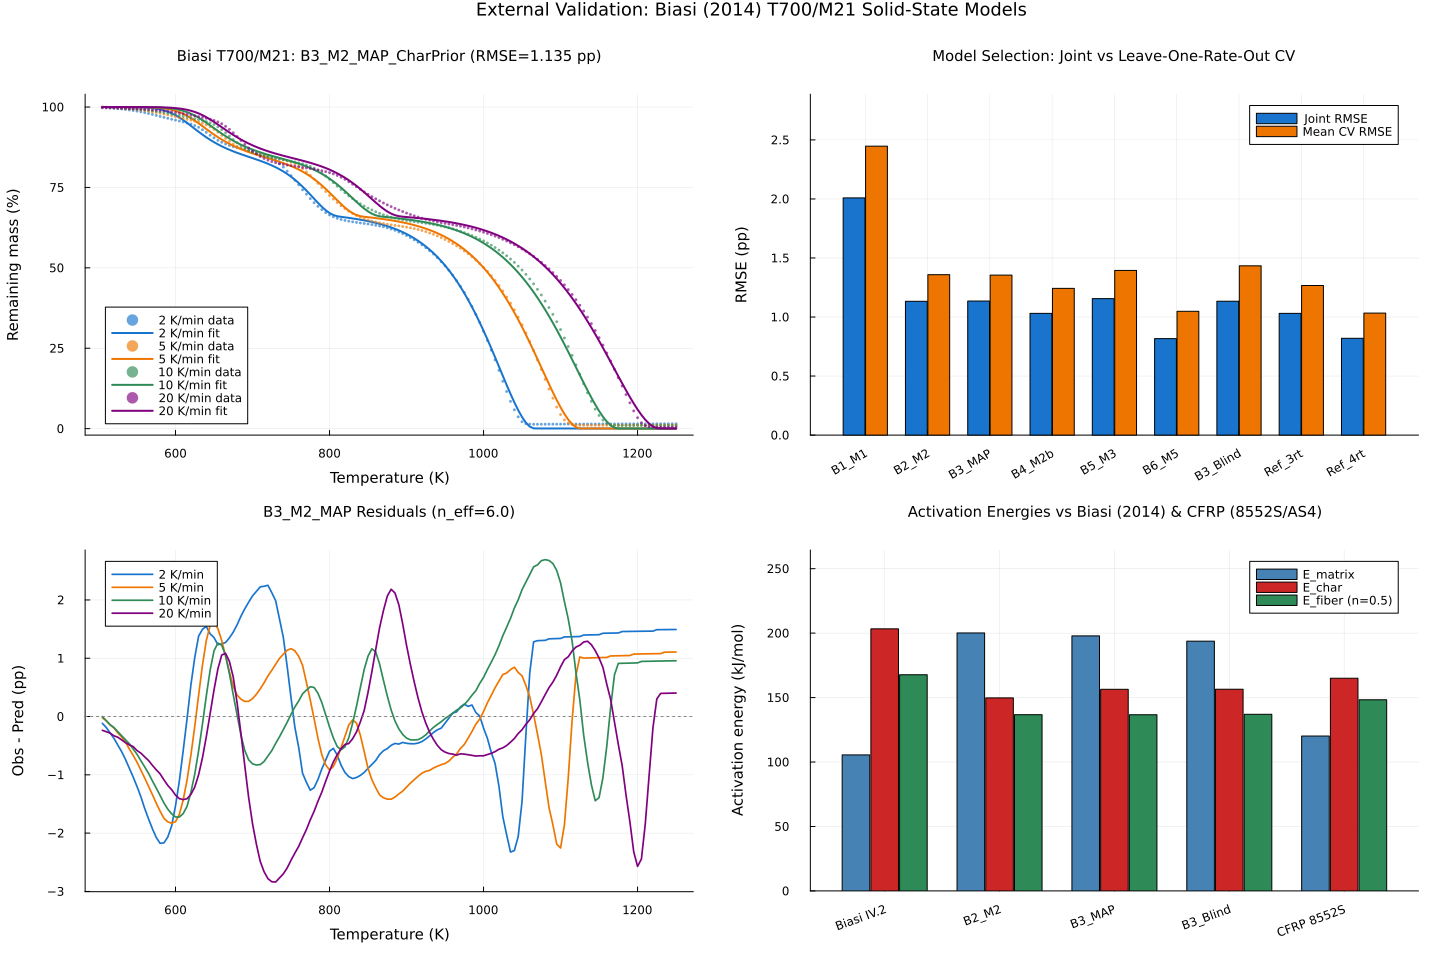 External Validation: Biasi (2014) T700/M21 Solid-State Models
Biasi T700/M21: B3_M2_MAP_CharPrior (RMSE=1.135 pp)
Remaining mass (%)
100
75
50
25
0
2 K/min data
2 K/min fit
5 K/min data
5 K/min fit
10 K/min data
10 K/min fit
20 K/min data
20 K/min fit
600
800
1000
1200
Temperature (K)
Model Selection: Joint vs Leave-One-Rate-Out CV
RMSE (pp)
2.5
2.0
1.5
1.0
0.5
0.0
Joint RMSE
Mean CV RMSE
B1_M1
B2_M2
B3_MAP
B4_M2b
B5_M3
B6_M5
B3_Blind
Ref_3rt
Ref_4rt
B3_M2_MAP Residuals (n_eff=6.0)
Obs - Pred (pp)
2
1
0
−1
−2
−3
2 K/min
5 K/min
10 K/min
20 K/min
600
800
1000
1200
Temperature (K)
Activation Energies vs Biasi (2014) & CFRP (8552S/AS4)
Activation energy (kJ/mol)
250
200
150
100
50
0
E_matrix
E_char
E_fiber (n=0.5)
Biasi IV.2
B2_M2
B3_MAP
B3_Blind
CFRP 8552S